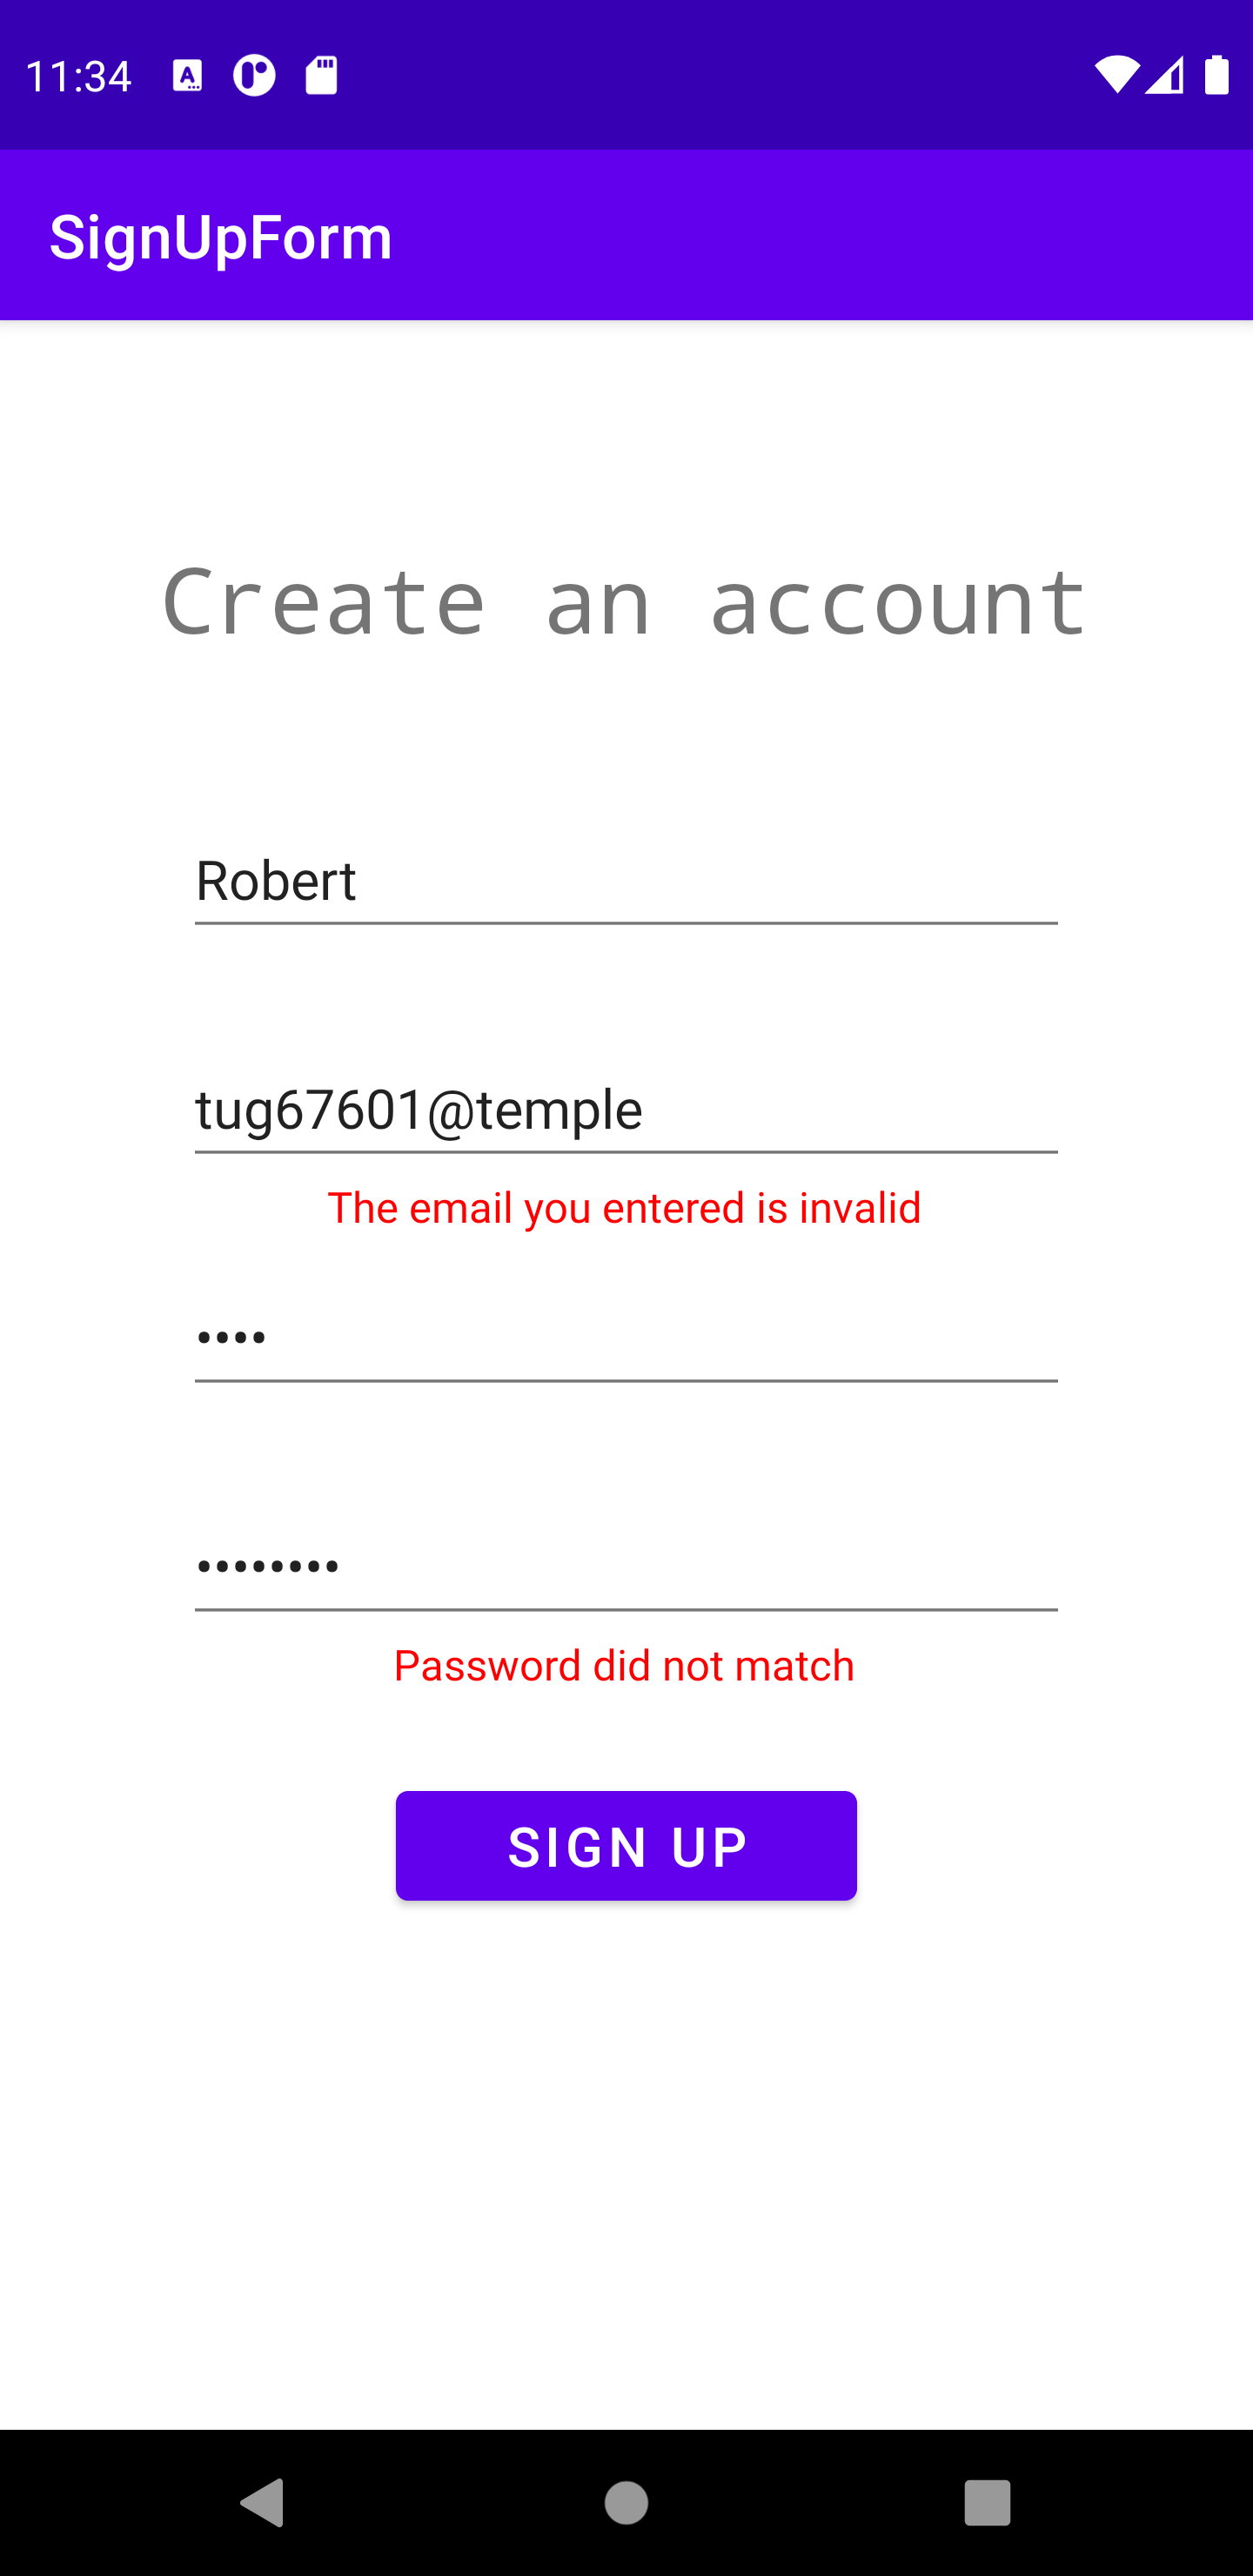 11:34
SignUpForm
Create an account
Robert
tug67601@temple
The email you entered is invalid
••••
••••••••
Password did not match
SIGN UP